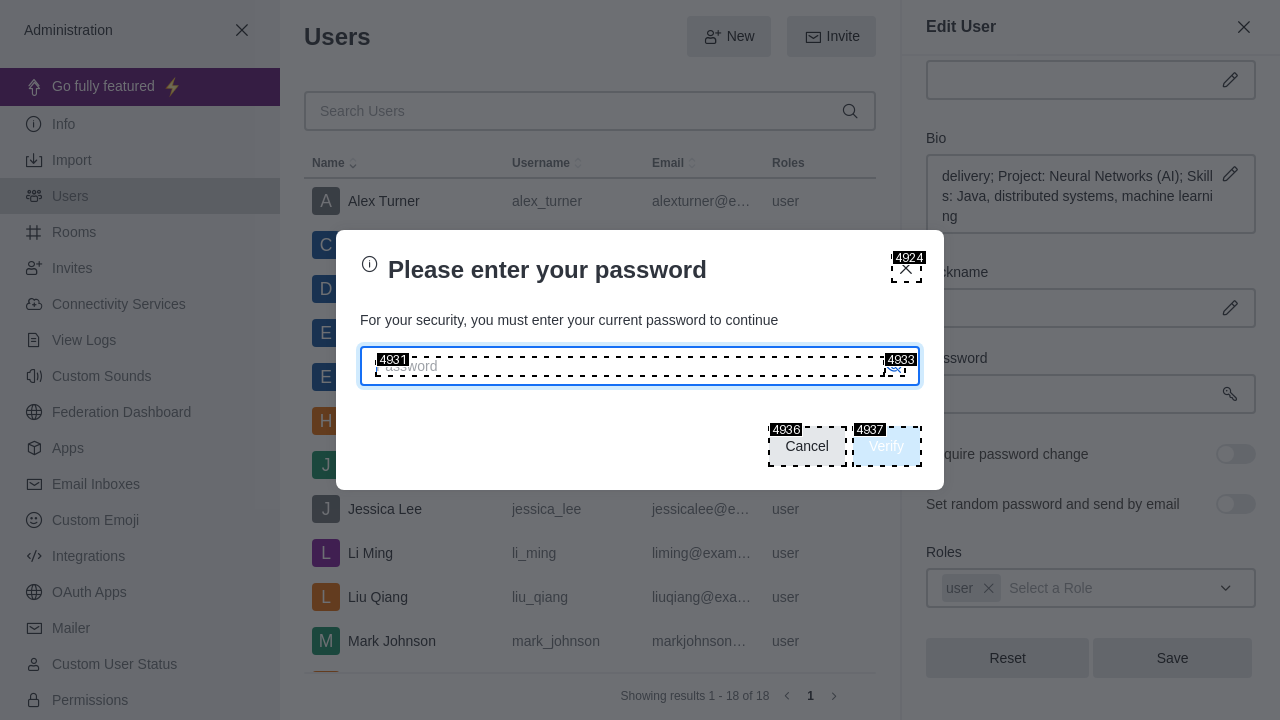 Administration
Go fully featured
Info
Import
Users
Rooms
Invites
Connectivity Services
View Logs
Custom Sounds
Federation Dashboard
Apps
Email Inboxes
Custom Emoji
Integrations
OAuth Apps
Mailer
Custom User Status
Permissions
Users
New
Invite
Search Users
Name
Username
Email
Roles
A Alex Turner alex_turner alexturner@e... user
C
D
E
E
H
J
J Jessica Lee jessica_lee jessicalee@e... user
L Li Ming li_ming liming@exam... user
L Liu Qiang liu_qiang liuqiang@exa... user
M Mark Johnson mark_johnson markjohnson... user
Showing results 1 - 18 of 18
1
Please enter your password
4924
For your security, you must enter your current password to continue
4931
assword
4933
4936
Cancel
4937
Verify
Edit User
Bio
delivery; Project: Neural Networks (AI); Skill
s: Java, distributed systems, machine learni
ng
ckname
ssword
quire password change
Set random password and send by email
Roles
user
Select a Role
Reset
Save